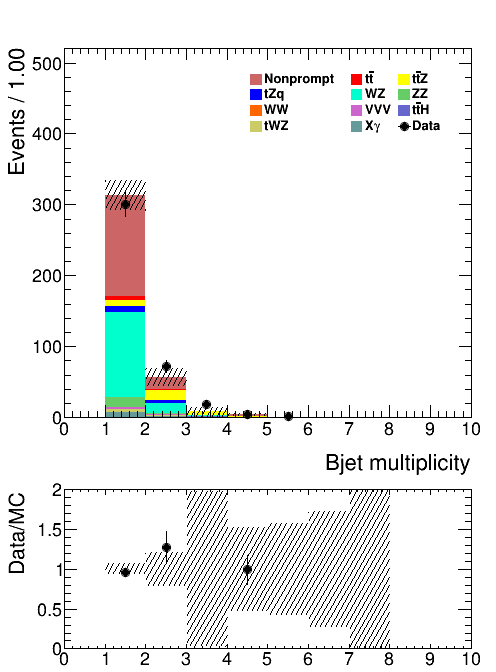 Events / 1.00
500
400
300
200
100
0
Nonprompt tt̄ tt̄Z
tZq WZ ZZ
WW VVV tt̄H
tWZ Xγ Data
0 1 2 3 4 5 6 7 8 9 10
Bjet multiplicity
Data/MC
2
1.5
1
0.5
0
0 1 2 3 4 5 6 7 8 9 10